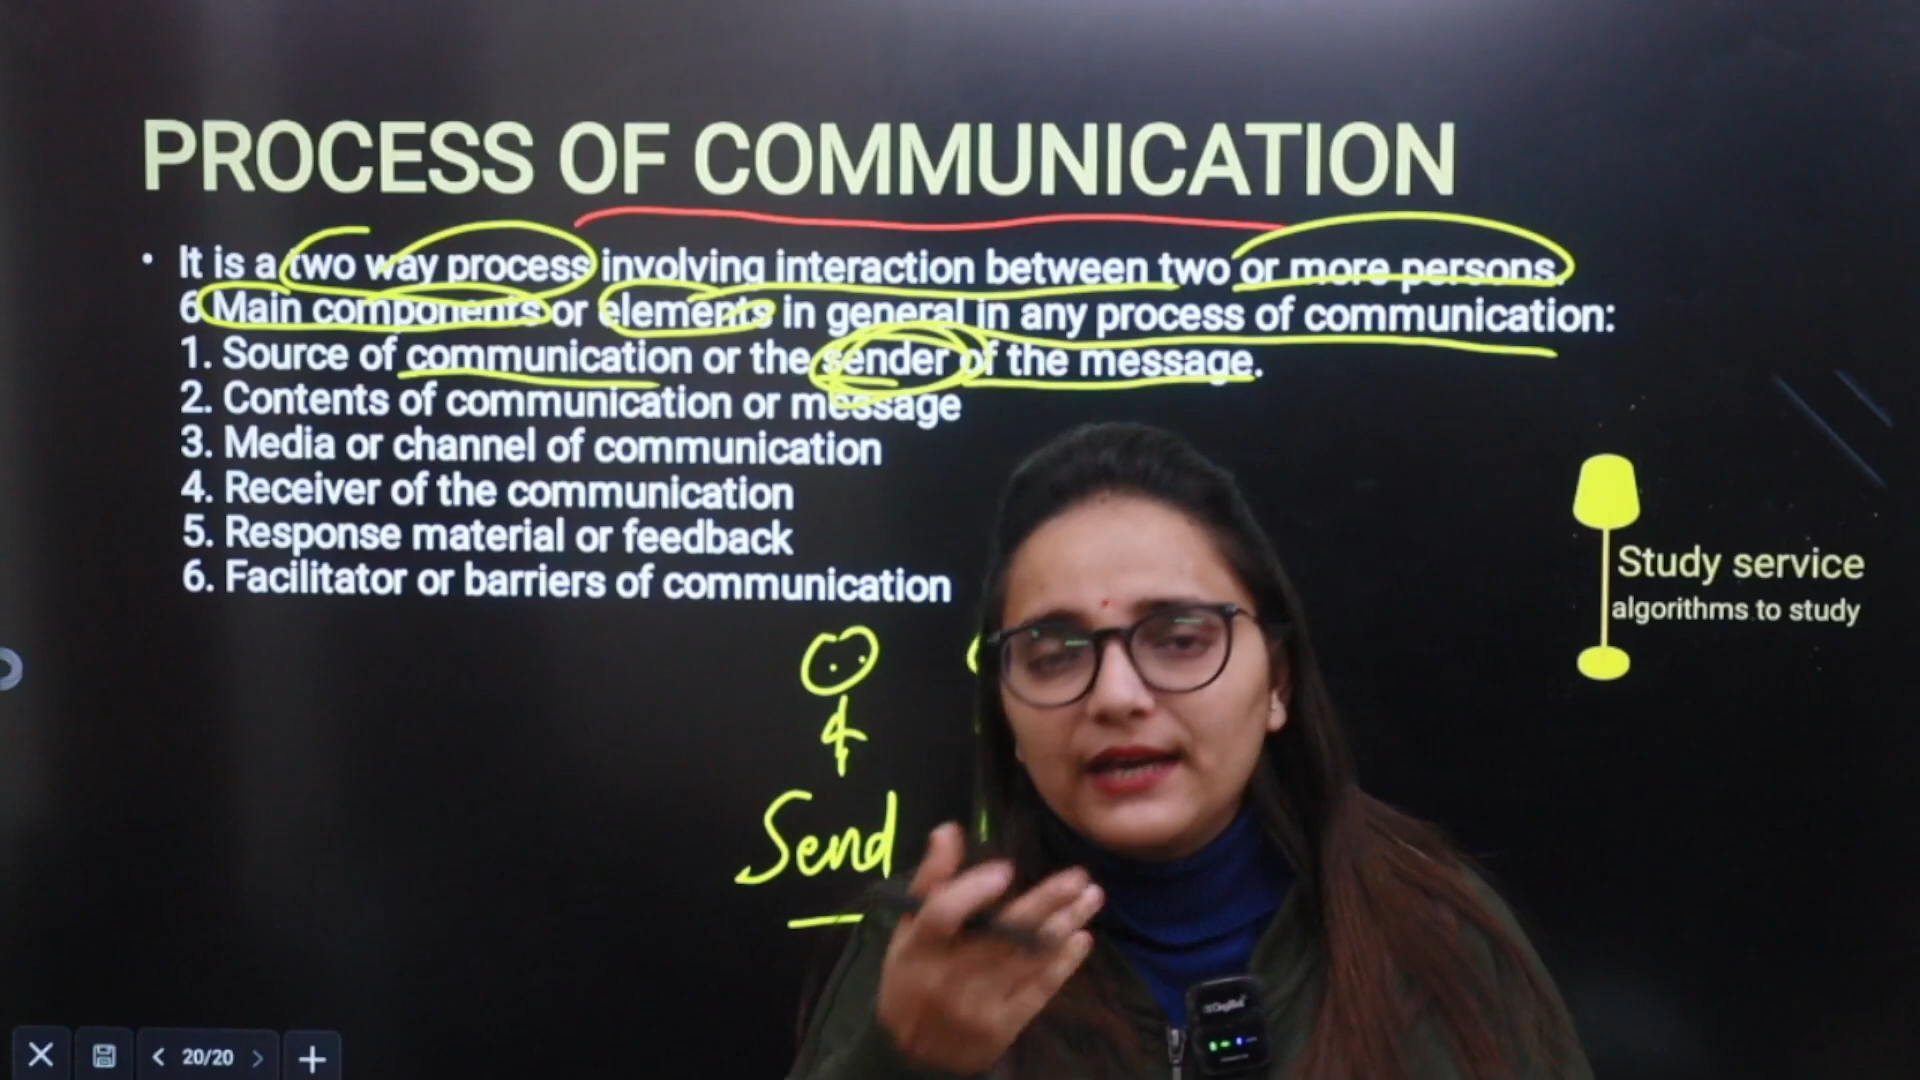 PROCESS OF COMMUNICATION
• It is a two way process involving interaction between two or more persons.
6 Main components or elements in general in any process of communication:
1. Source of communication or the sender of the message.
2. Contents of communication or message
3. Media or channel of communication
4. Receiver of the communication
5. Response material or feedback
6. Facilitator or barriers of communication
Study service
algorithms to study
Send
20/20